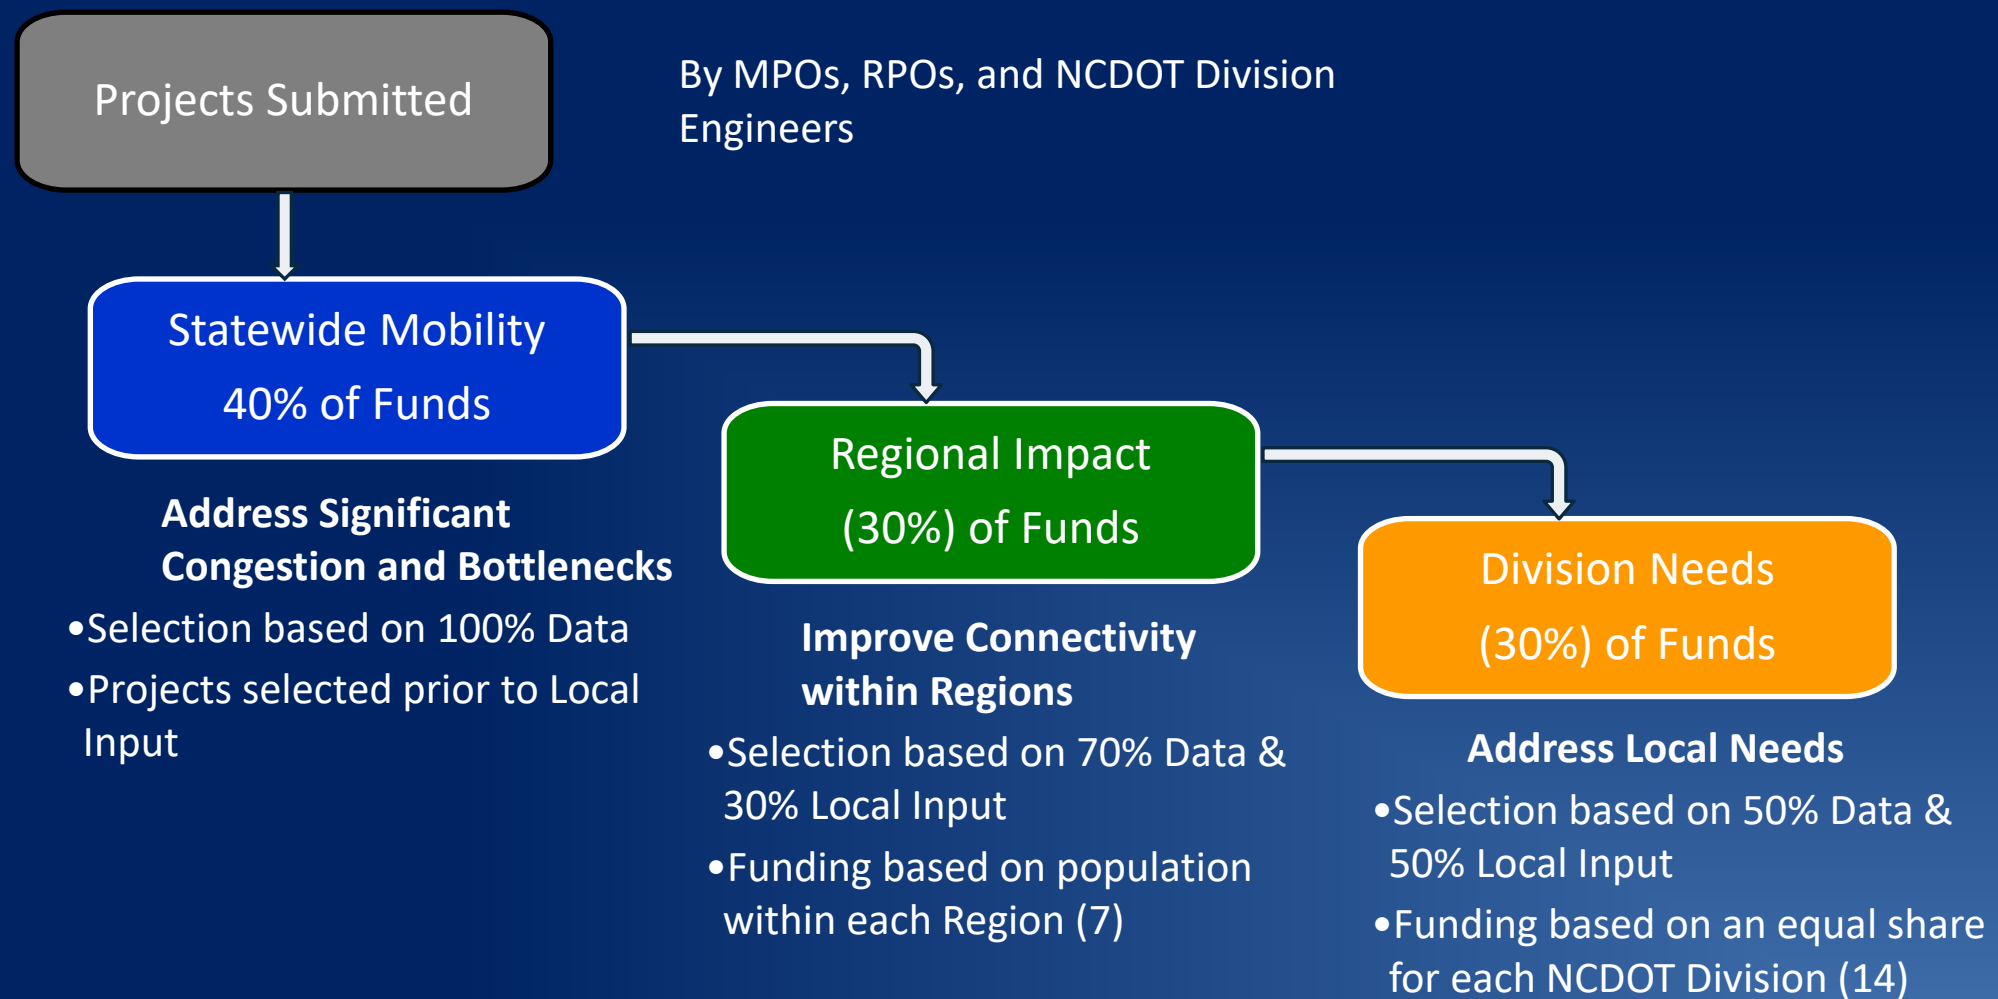 Projects Submitted
By MPOs, RPOs, and NCDOT Division
Engineers
Statewide Mobility
40% of Funds
Address Significant
Congestion and Bottlenecks
•Selection based on 100% Data
•Projects selected prior to Local
Input
Regional Impact
(30%) of Funds
Improve Connectivity
within Regions
•Selection based on 70% Data &
30% Local Input
•Funding based on population
within each Region (7)
Division Needs
(30%) of Funds
Address Local Needs
•Selection based on 50% Data &
50% Local Input
•Funding based on an equal share
for each NCDOT Division (14)